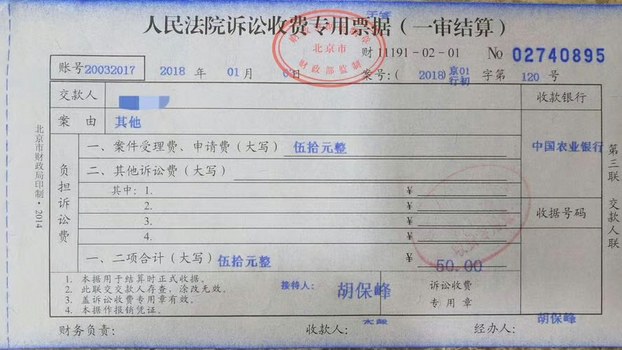 人民法院诉讼收费专用票据(一审结算)
北京市
财政部监制
财 11191-02-01 No 02740895
账号20032017 2018 年 01 月 日 案号:( 2018)京01行初 字第 120 号
交款人 收款银行
案 由 其他
一、案件受理费、申请费(大写) 伍拾元整 中国农业银行
二、其他诉讼费(大写)
负担诉讼费
其中:1. ¥
2. ¥
3. ¥
4. ¥
收据号码
一、二项合计(大写) 伍拾元整 ¥ 50.00
1. 本据用于结算时正式收据。
2. 此联交交款人存查,涂改无效。
3. 盖诉讼收费专用章有效。
4. 本据作报销凭证。
接待人: 胡保峰
诉讼收费
专用章
财务负责: 收款人: 经办人: 胡保峰
北京市财政局印制·2014
第三联 交款人联